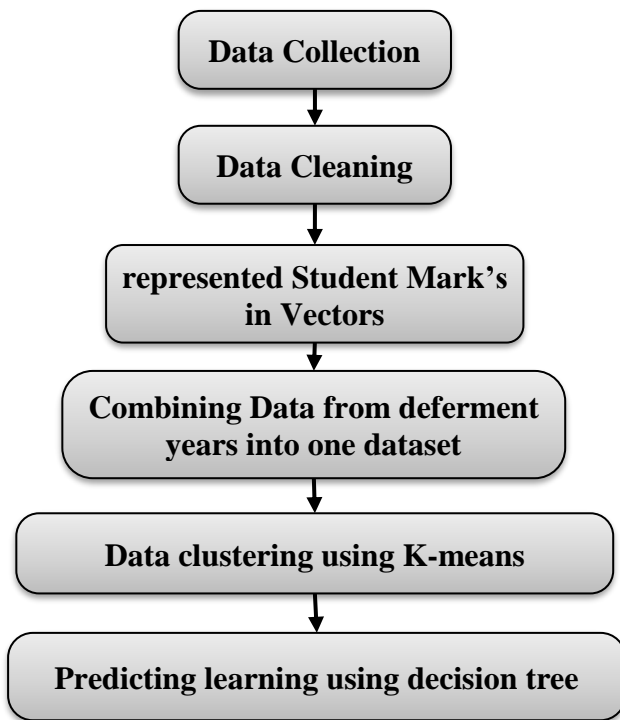 Data Collection
Data Cleaning
represented Student Mark’s
in Vectors
Combining Data from deferment
years into one dataset
Data clustering using K-means
Predicting learning using decision tree